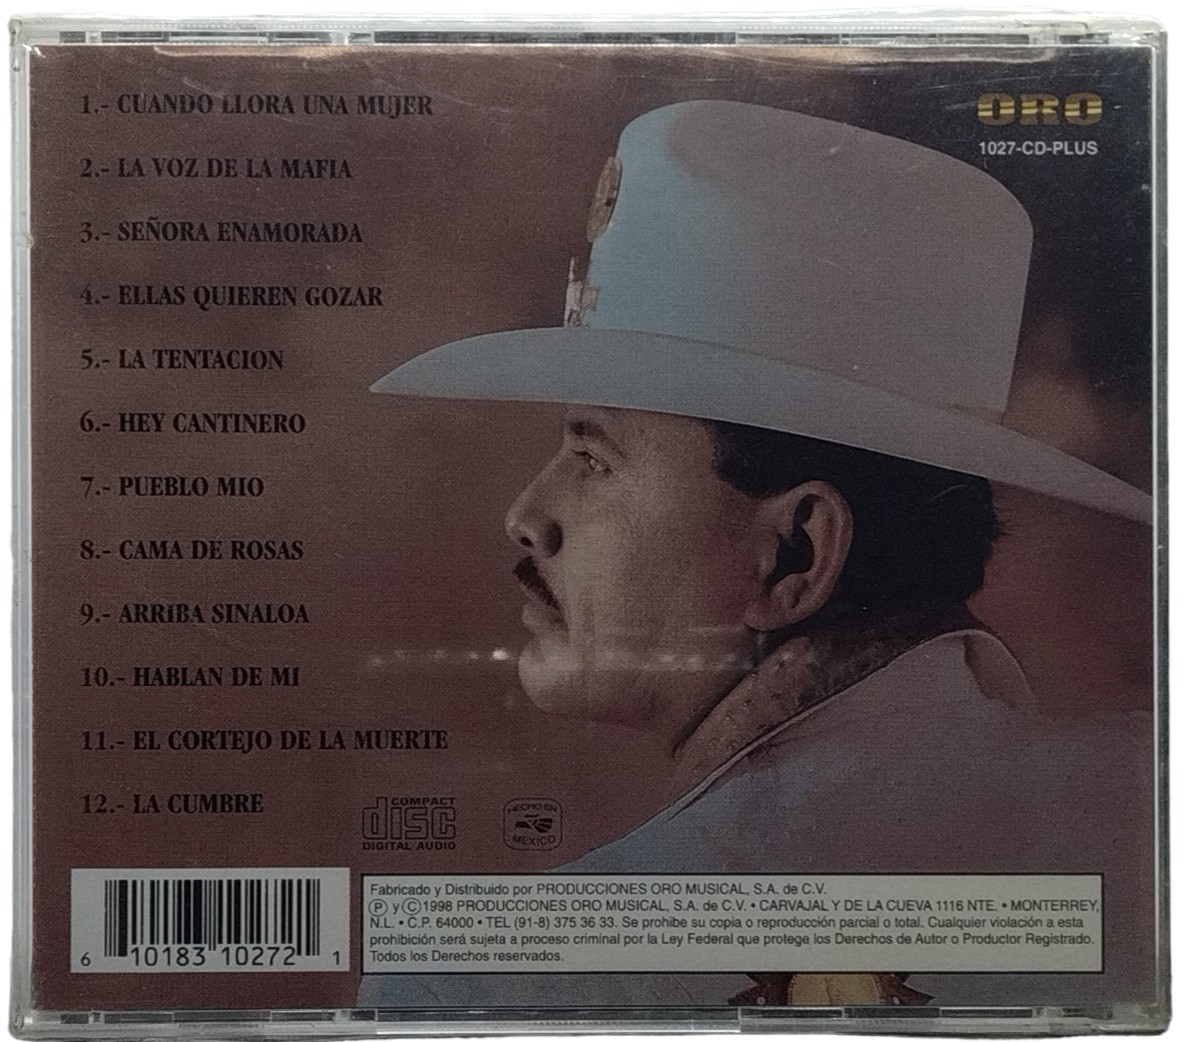 1.- CUANDO LLORA UNA MUJER
2.- LA VOZ DE LA MAFIA
3.- SEÑORA ENAMORADA
4.- ELLAS QUIEREN GOZAR
5.- LA TENTACION
6.- HEY CANTINERO
7.- PUEBLO MIO
8.- CAMA DE ROSAS
9.- ARRIBA SINALOA
10.- HABLAN DE MI
11.- EL CORTEJO DE LA MUERTE
12.- LA CUMBRE
ORO
1027-CD-PLUS
COMPACT
disc
DIGITAL AUDIO
HECHO EN
MEXICO
6 10183 10272 1
Fabricado y Distribuido por PRODUCCIONES ORO MUSICAL, S.A. de C.V.
Ⓟ y Ⓒ 1998 PRODUCCIONES ORO MUSICAL, S.A. de C.V. • CARVAJAL Y DE LA CUEVA 1116 NTE. • MONTERREY,
N.L. • C.P. 64000 • TEL (91-8) 375 36 33. Se prohibe su copia o reproducción parcial o total. Cualquier violación a esta
prohibición será sujeta a proceso criminal por la Ley Federal que protege los Derechos de Autor o Productor Registrado.
Todos los Derechos reservados.